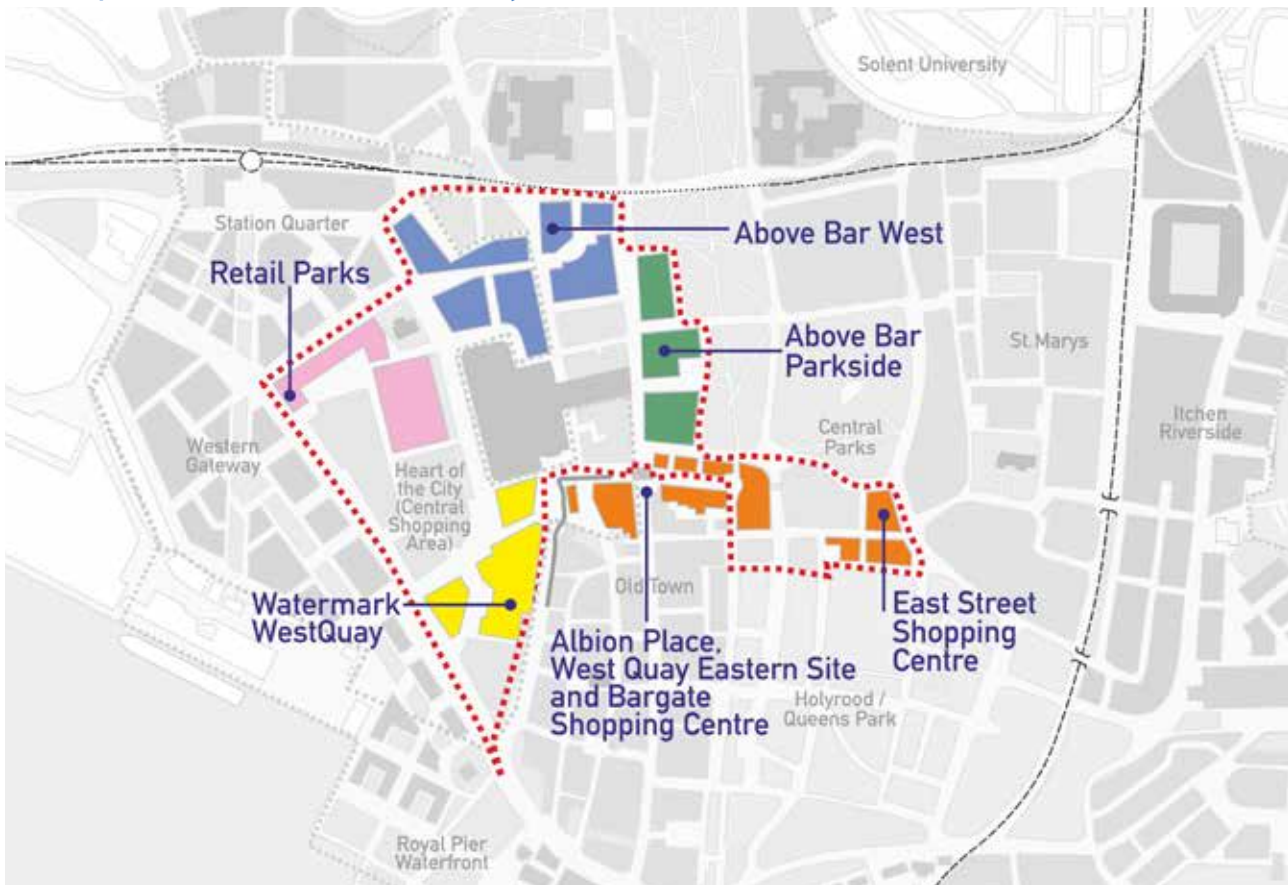 Solent University
Station Quarter
Above Bar West
Retail Parks
Above Bar
Parkside
St Marys
Itchen
Riverside
Central
Parks
Western
Gateway
Heart of
the City
(Central
Shopping
Area)
Old Town
Watermark
WestQuay
Albion Place,
West Quay Eastern Site
and Bargate
Shopping Centre
East Street
Shopping
Centre
Holyrood /
Queens Park
Royal Pier
Waterfront